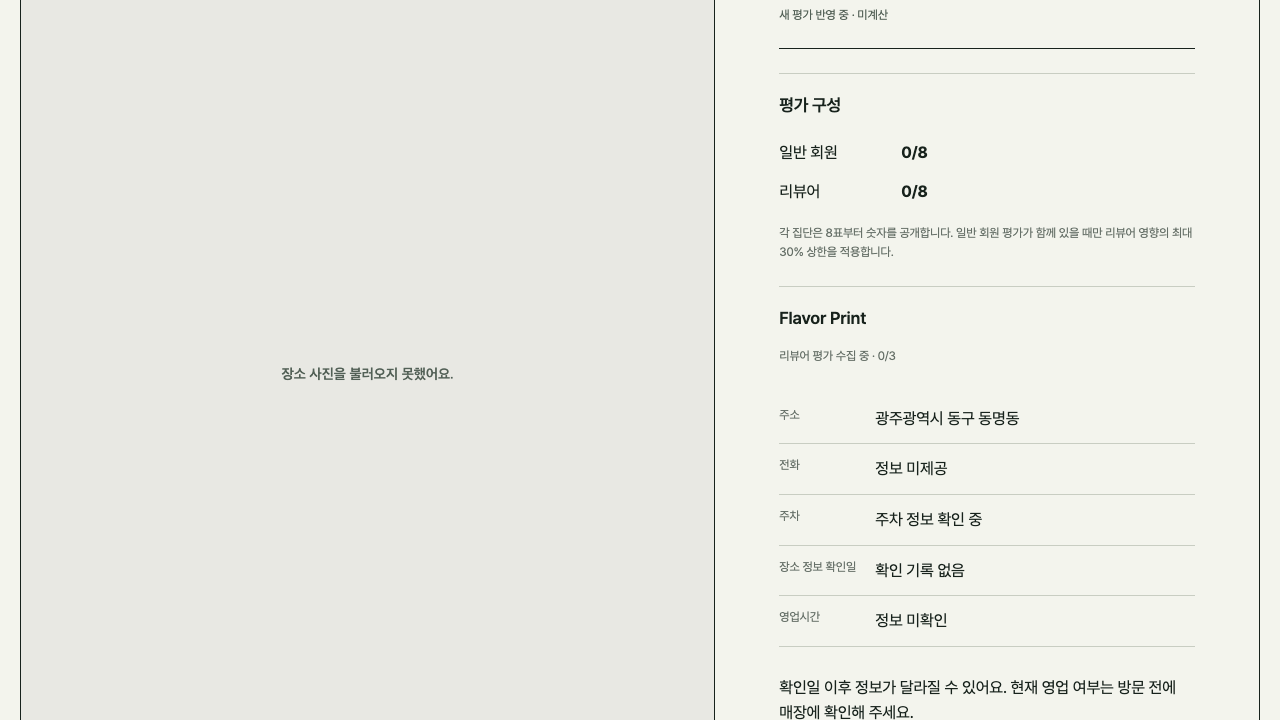 새 평가 반영 중 · 미계산
평가 구성
일반 회원 0/8
리뷰어 0/8
각 집단은 8표부터 숫자를 공개합니다. 일반 회원 평가가 함께 있을 때만 리뷰어 영향의 최대
30% 상한을 적용합니다.
Flavor Print
리뷰어 평가 수집 중 · 0/3
장소 사진을 불러오지 못했어요.
주소 광주광역시 동구 동명동
전화 정보 미제공
주차 주차 정보 확인 중
장소 정보 확인일 확인 기록 없음
영업시간 정보 미확인
확인일 이후 정보가 달라질 수 있어요. 현재 영업 여부는 방문 전에
매장에 확인해 주세요.